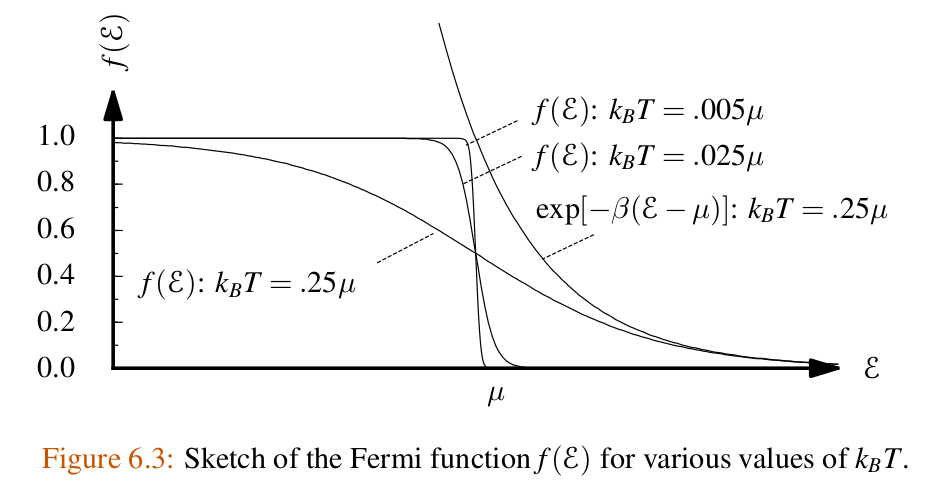 f(ℰ)
f(ℰ): k_BT = .005μ
1.0
f(ℰ): k_BT = .025μ
0.8
exp[−β(ℰ − μ)]: k_BT = .25μ
0.6
0.4
f(ℰ): k_BT = .25μ
0.2
0.0
ℰ
μ
Figure 6.3: Sketch of the Fermi function f(ℰ) for various values of k_BT.